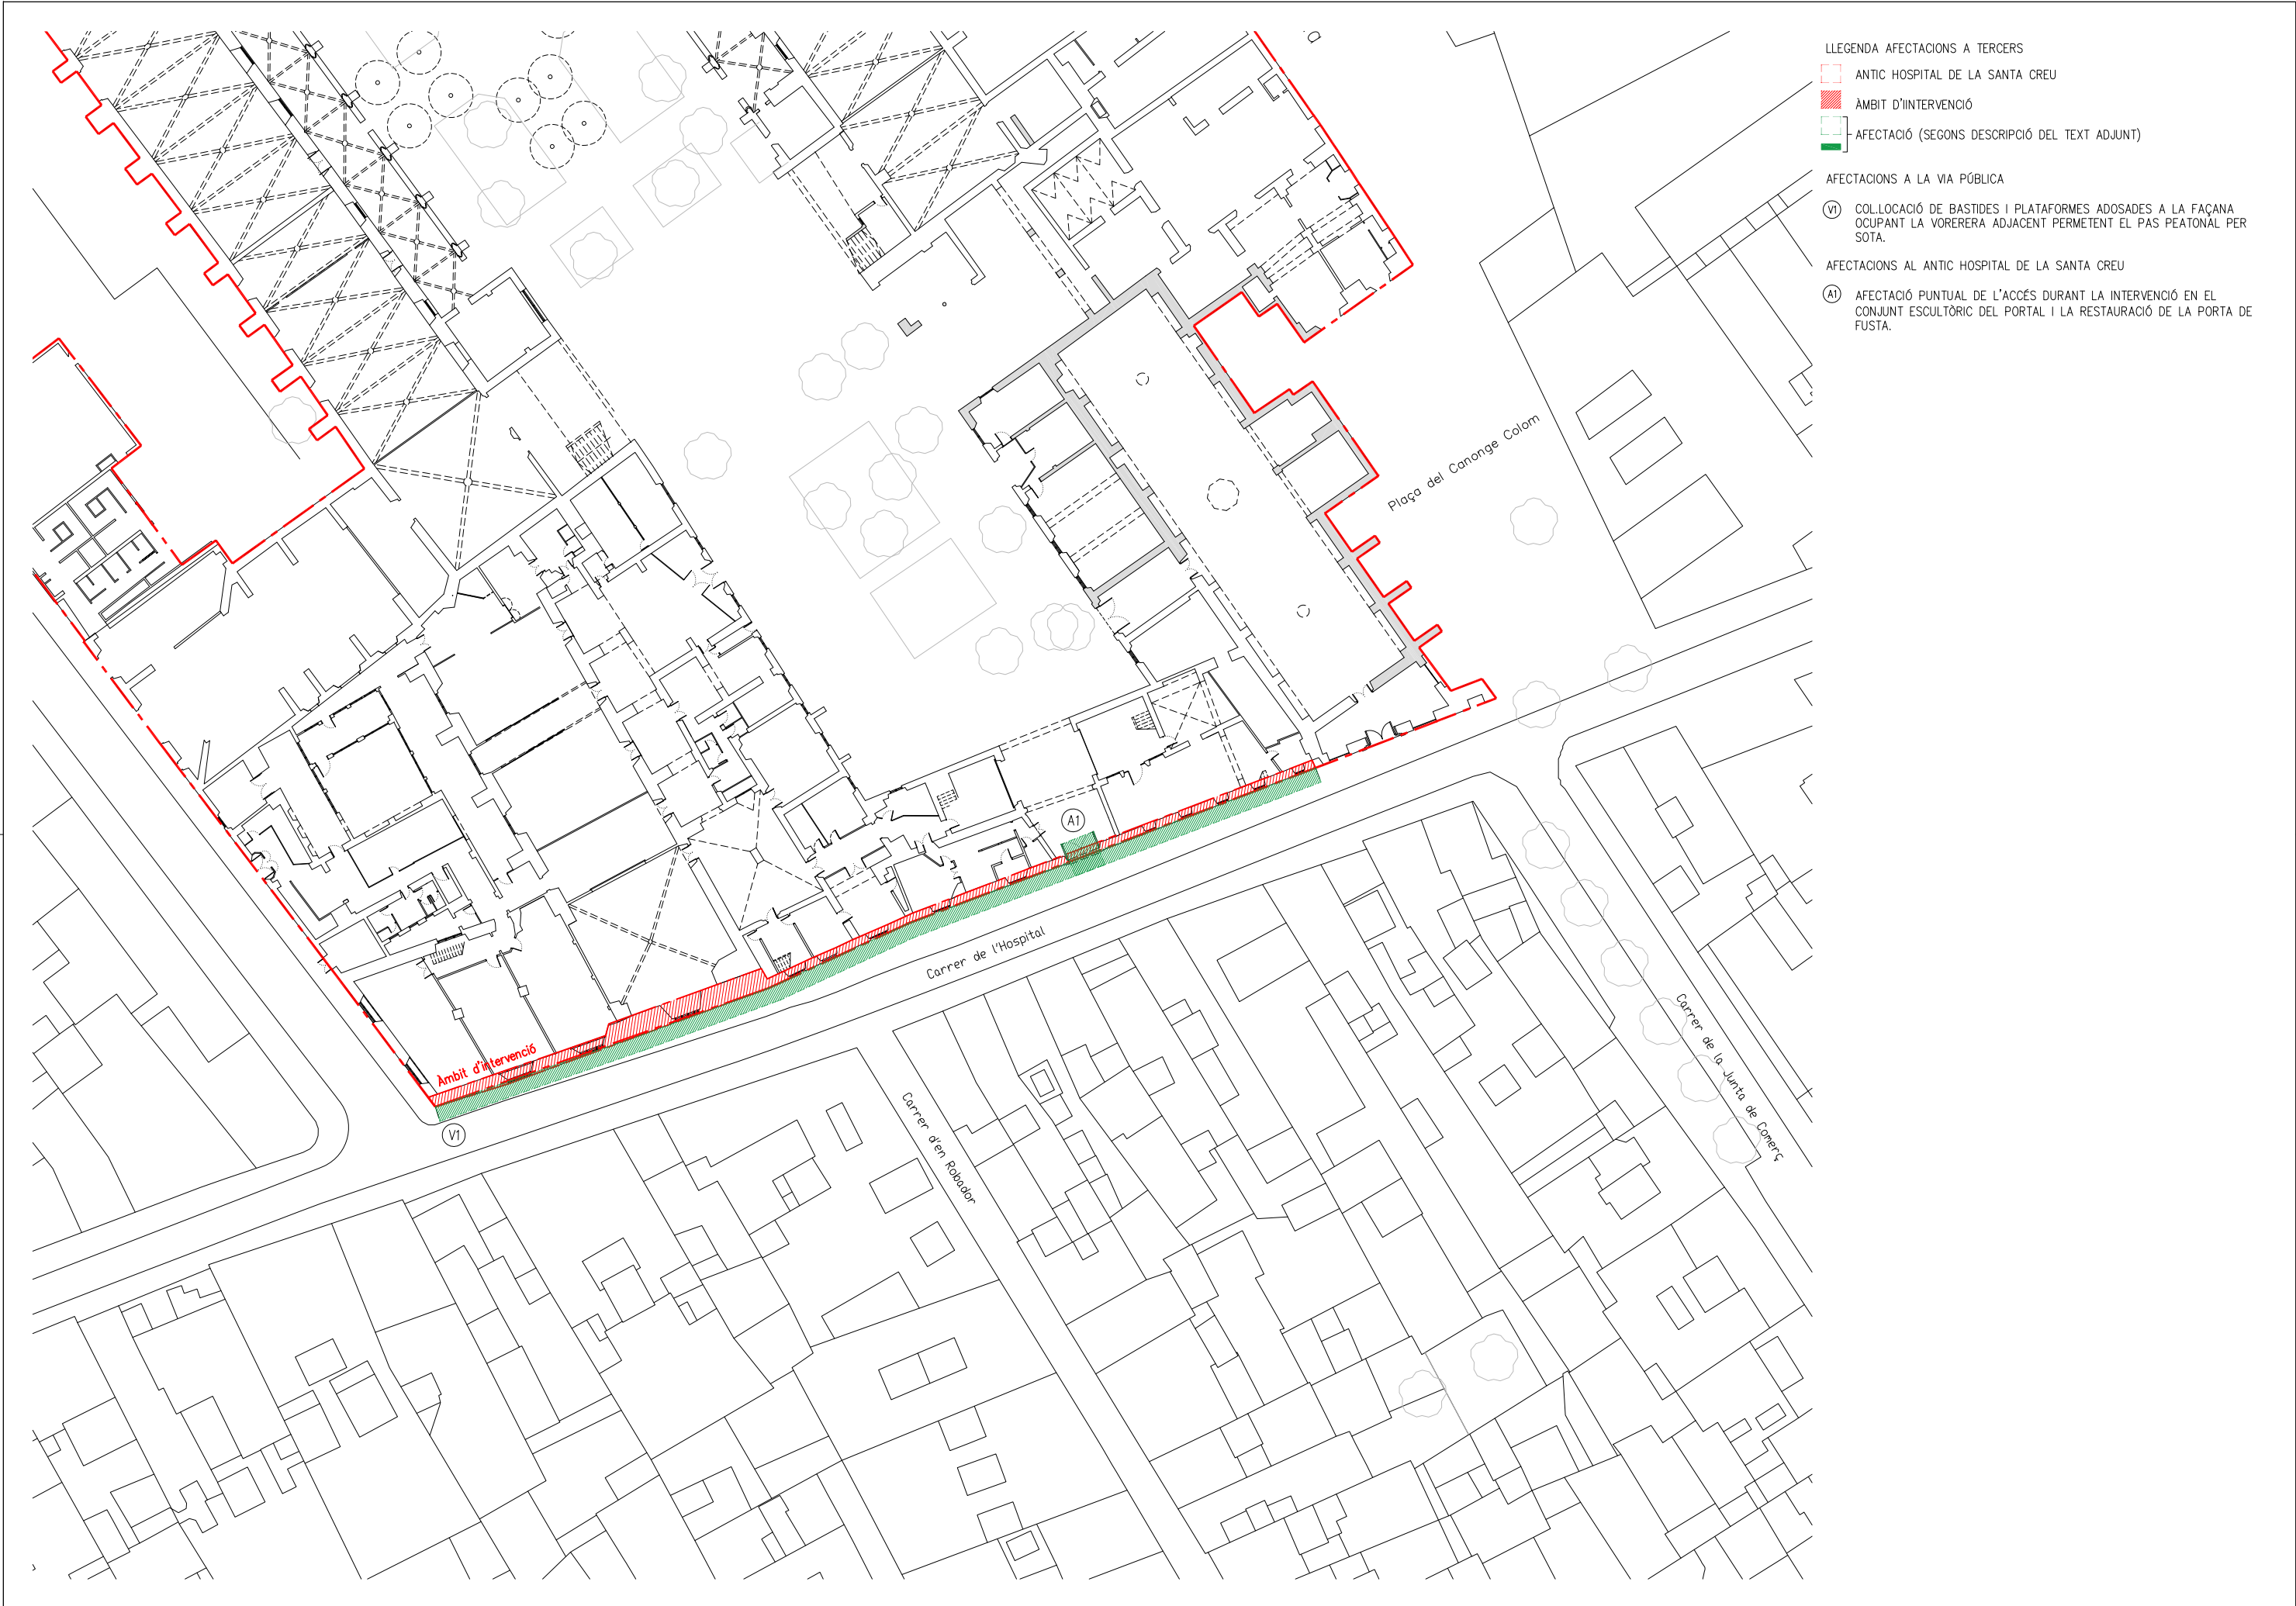 LLEGENDA AFECTACIONS A TERCERS
ANTIC HOSPITAL DE LA SANTA CREU
ÀMBIT D'IINTERVENCIÓ
AFECTACIÓ (SEGONS DESCRIPCIÓ DEL TEXT ADJUNT)
AFECTACIONS A LA VIA PÚBLICA
V1 COL.LOCACIÓ DE BASTIDES I PLATAFORMES ADOSADES A LA FAÇANA
OCUPANT LA VORERERA ADJACENT PERMETENT EL PAS PEATONAL PER
SOTA.
AFECTACIONS AL ANTIC HOSPITAL DE LA SANTA CREU
A1 AFECTACIÓ PUNTUAL DE L'ACCÉS DURANT LA INTERVENCIÓ EN EL
CONJUNT ESCULTÒRIC DEL PORTAL I LA RESTAURACIÓ DE LA PORTA DE
FUSTA.
Plaça del Canonge Colom
A1
Carrer de l'Hospital
Àmbit d'intervenció
V1
Carrer d'en Robador
Carrer de la Junta de Comerç